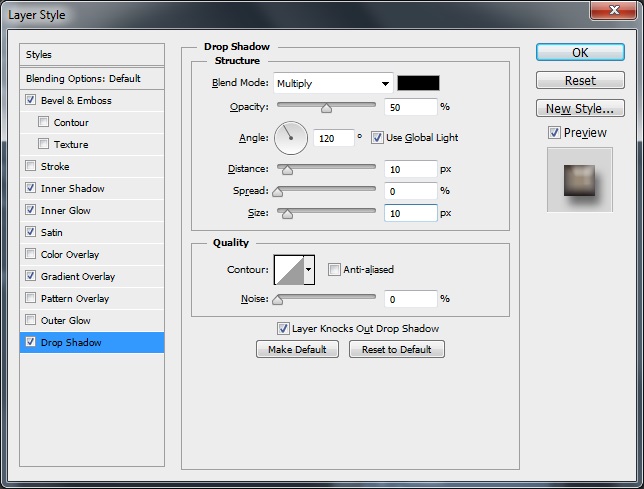 Layer Style
Styles
Blending Options: Default
Bevel & Emboss
Contour
Texture
Stroke
Inner Shadow
Inner Glow
Satin
Color Overlay
Gradient Overlay
Pattern Overlay
Outer Glow
Drop Shadow
Drop Shadow
Structure
Blend Mode: Multiply
Opacity: 50 %
Angle: 120 ° Use Global Light
Distance: 10 px
Spread: 0 %
Size: 10 px
Quality
Contour: Anti-aliased
Noise: 0 %
Layer Knocks Out Drop Shadow
Make Default Reset to Default
OK
Reset
New Style...
Preview